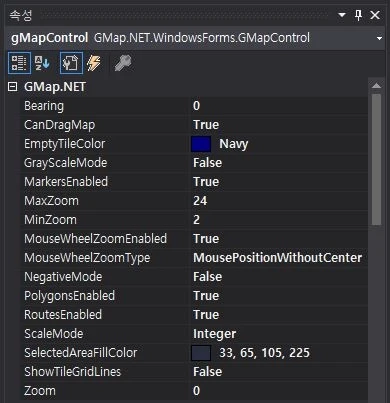 속성
gMapControl GMap.NET.WindowsForms.GMapControl
GMap.NET
Bearing 0
CanDragMap True
EmptyTileColor Navy
GrayScaleMode False
MarkersEnabled True
MaxZoom 24
MinZoom 2
MouseWheelZoomEnabled True
MouseWheelZoomType MousePositionWithoutCenter
NegativeMode False
PolygonsEnabled True
RoutesEnabled True
ScaleMode Integer
SelectedAreaFillColor 33, 65, 105, 225
ShowTileGridLines False
Zoom 0